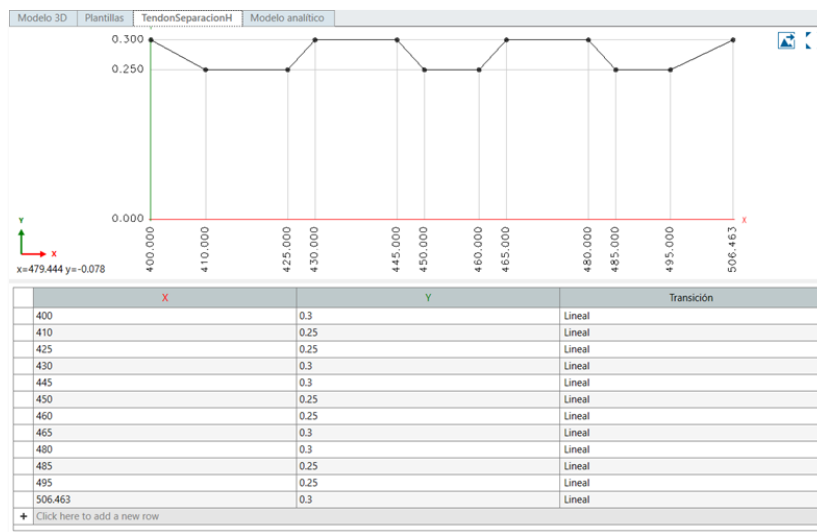 Modelo 3D Plantillas TendonSeparacionH Modelo analítico
0.300
0.250
0.000
X
Y
X
x=479.444 y=-0.078
400.000 410.000 425.000 430.000 445.000 450.000 460.000 465.000 480.000 485.000 495.000 506.463
X Y Transición
400 0.3 Lineal
410 0.25 Lineal
425 0.25 Lineal
430 0.3 Lineal
445 0.3 Lineal
450 0.25 Lineal
460 0.25 Lineal
465 0.3 Lineal
480 0.3 Lineal
485 0.25 Lineal
495 0.25 Lineal
506.463 0.3 Lineal
+ Click here to add a new row